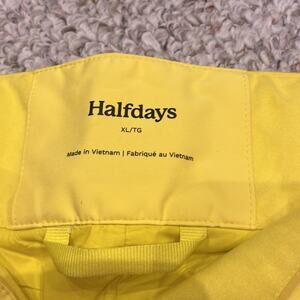 Halfdays
XL/TG
Made in Vietnam | Fabriqué au Vietnam